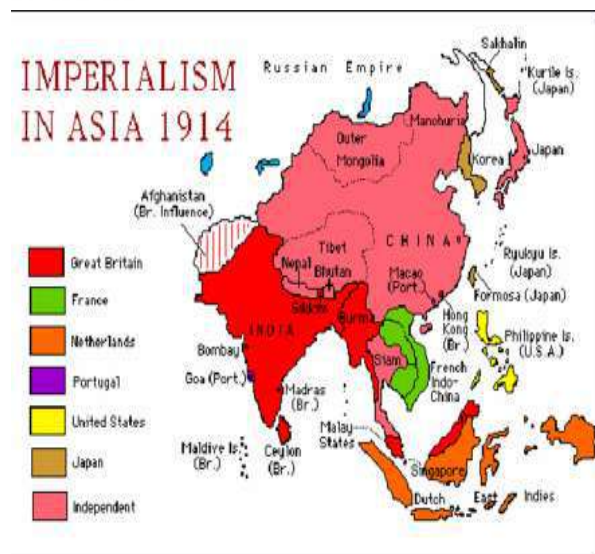 IMPERIALISM
IN ASIA 1914
Russian Empire
Sakhalin
Kurile Is.
(Japan)
Manchuria
Outer
Mongolia
Korea
Japan
Afghanistan
(Br. Influence)
Tibet
CHINA
Nepal
Bhutan
Ryukyu Is.
(Japan)
Macao
(Port.)
Formosa (Japan)
Hong
Kong
(Br.)
Burma
INDIA
Bombay
Siam
Philippine Is.
(U.S.A.)
French
Indo-
China
Goa (Port.)
Madras
(Br.)
Malay
States
Maldive Is.
(Br.)
Ceylon
(Br.)
Singapore
Dutch East Indies
Great Britain
France
Netherlands
Portugal
United States
Japan
Independent